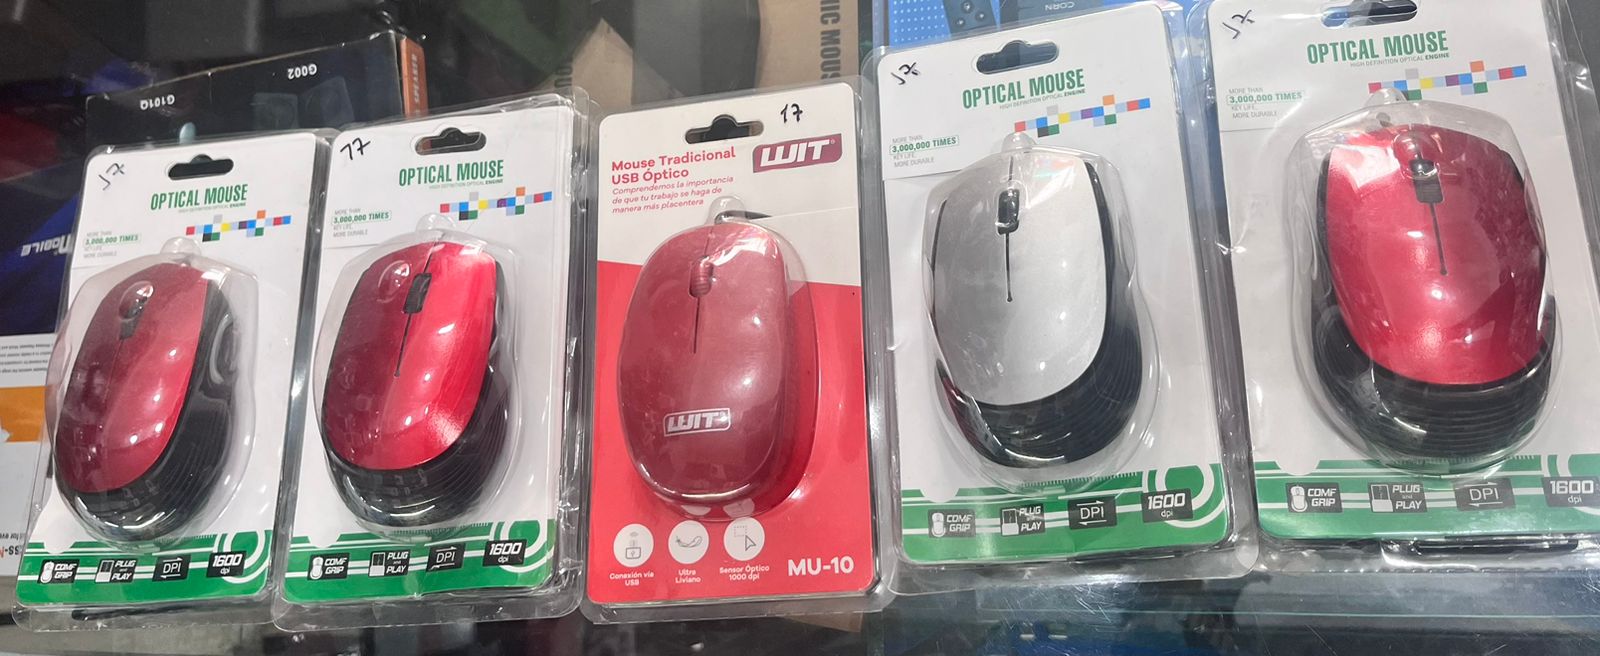 G002
G101Q
SPEAKER
MOBILE
17
OPTICAL MOUSE
HIGH DEFINITION OPTICAL ENGINE
MORE THAN
3,000,000 TIMES
KEY LIFE,
MORE DURABLE
COMF GRIP
PLUG and PLAY
DPI
1600 dpi
17
OPTICAL MOUSE
HIGH DEFINITION OPTICAL ENGINE
MORE THAN
3,000,000 TIMES
KEY LIFE,
MORE DURABLE
COMF GRIP
PLUG and PLAY
DPI
1600 dpi
17
Mouse Tradicional
USB Óptico
WIT
Comprendemos la importancia
de que tu trabajo se haga de
manera más placentera
WIT
Conexión vía
USB
Ultra
Liviano
Sensor Óptico
1000 dpi
MU-10
IC MOUS
CORN
17
OPTICAL MOUSE
HIGH DEFINITION OPTICAL ENGINE
MORE THAN
3,000,000 TIMES
KEY LIFE,
MORE DURABLE
COMF GRIP
PLUG and PLAY
DPI
1600 dpi
17
OPTICAL MOUSE
HIGH DEFINITION OPTICAL ENGINE
MORE THAN
3,000,000 TIMES
KEY LIFE,
MORE DURABLE
COMF GRIP
PLUG and PLAY
DPI
1600 dpi